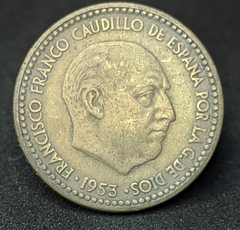 FRANCISCO FRANCO CAUDILLO DE ESPAÑA POR LA G. DE DIOS
· 1953 ·